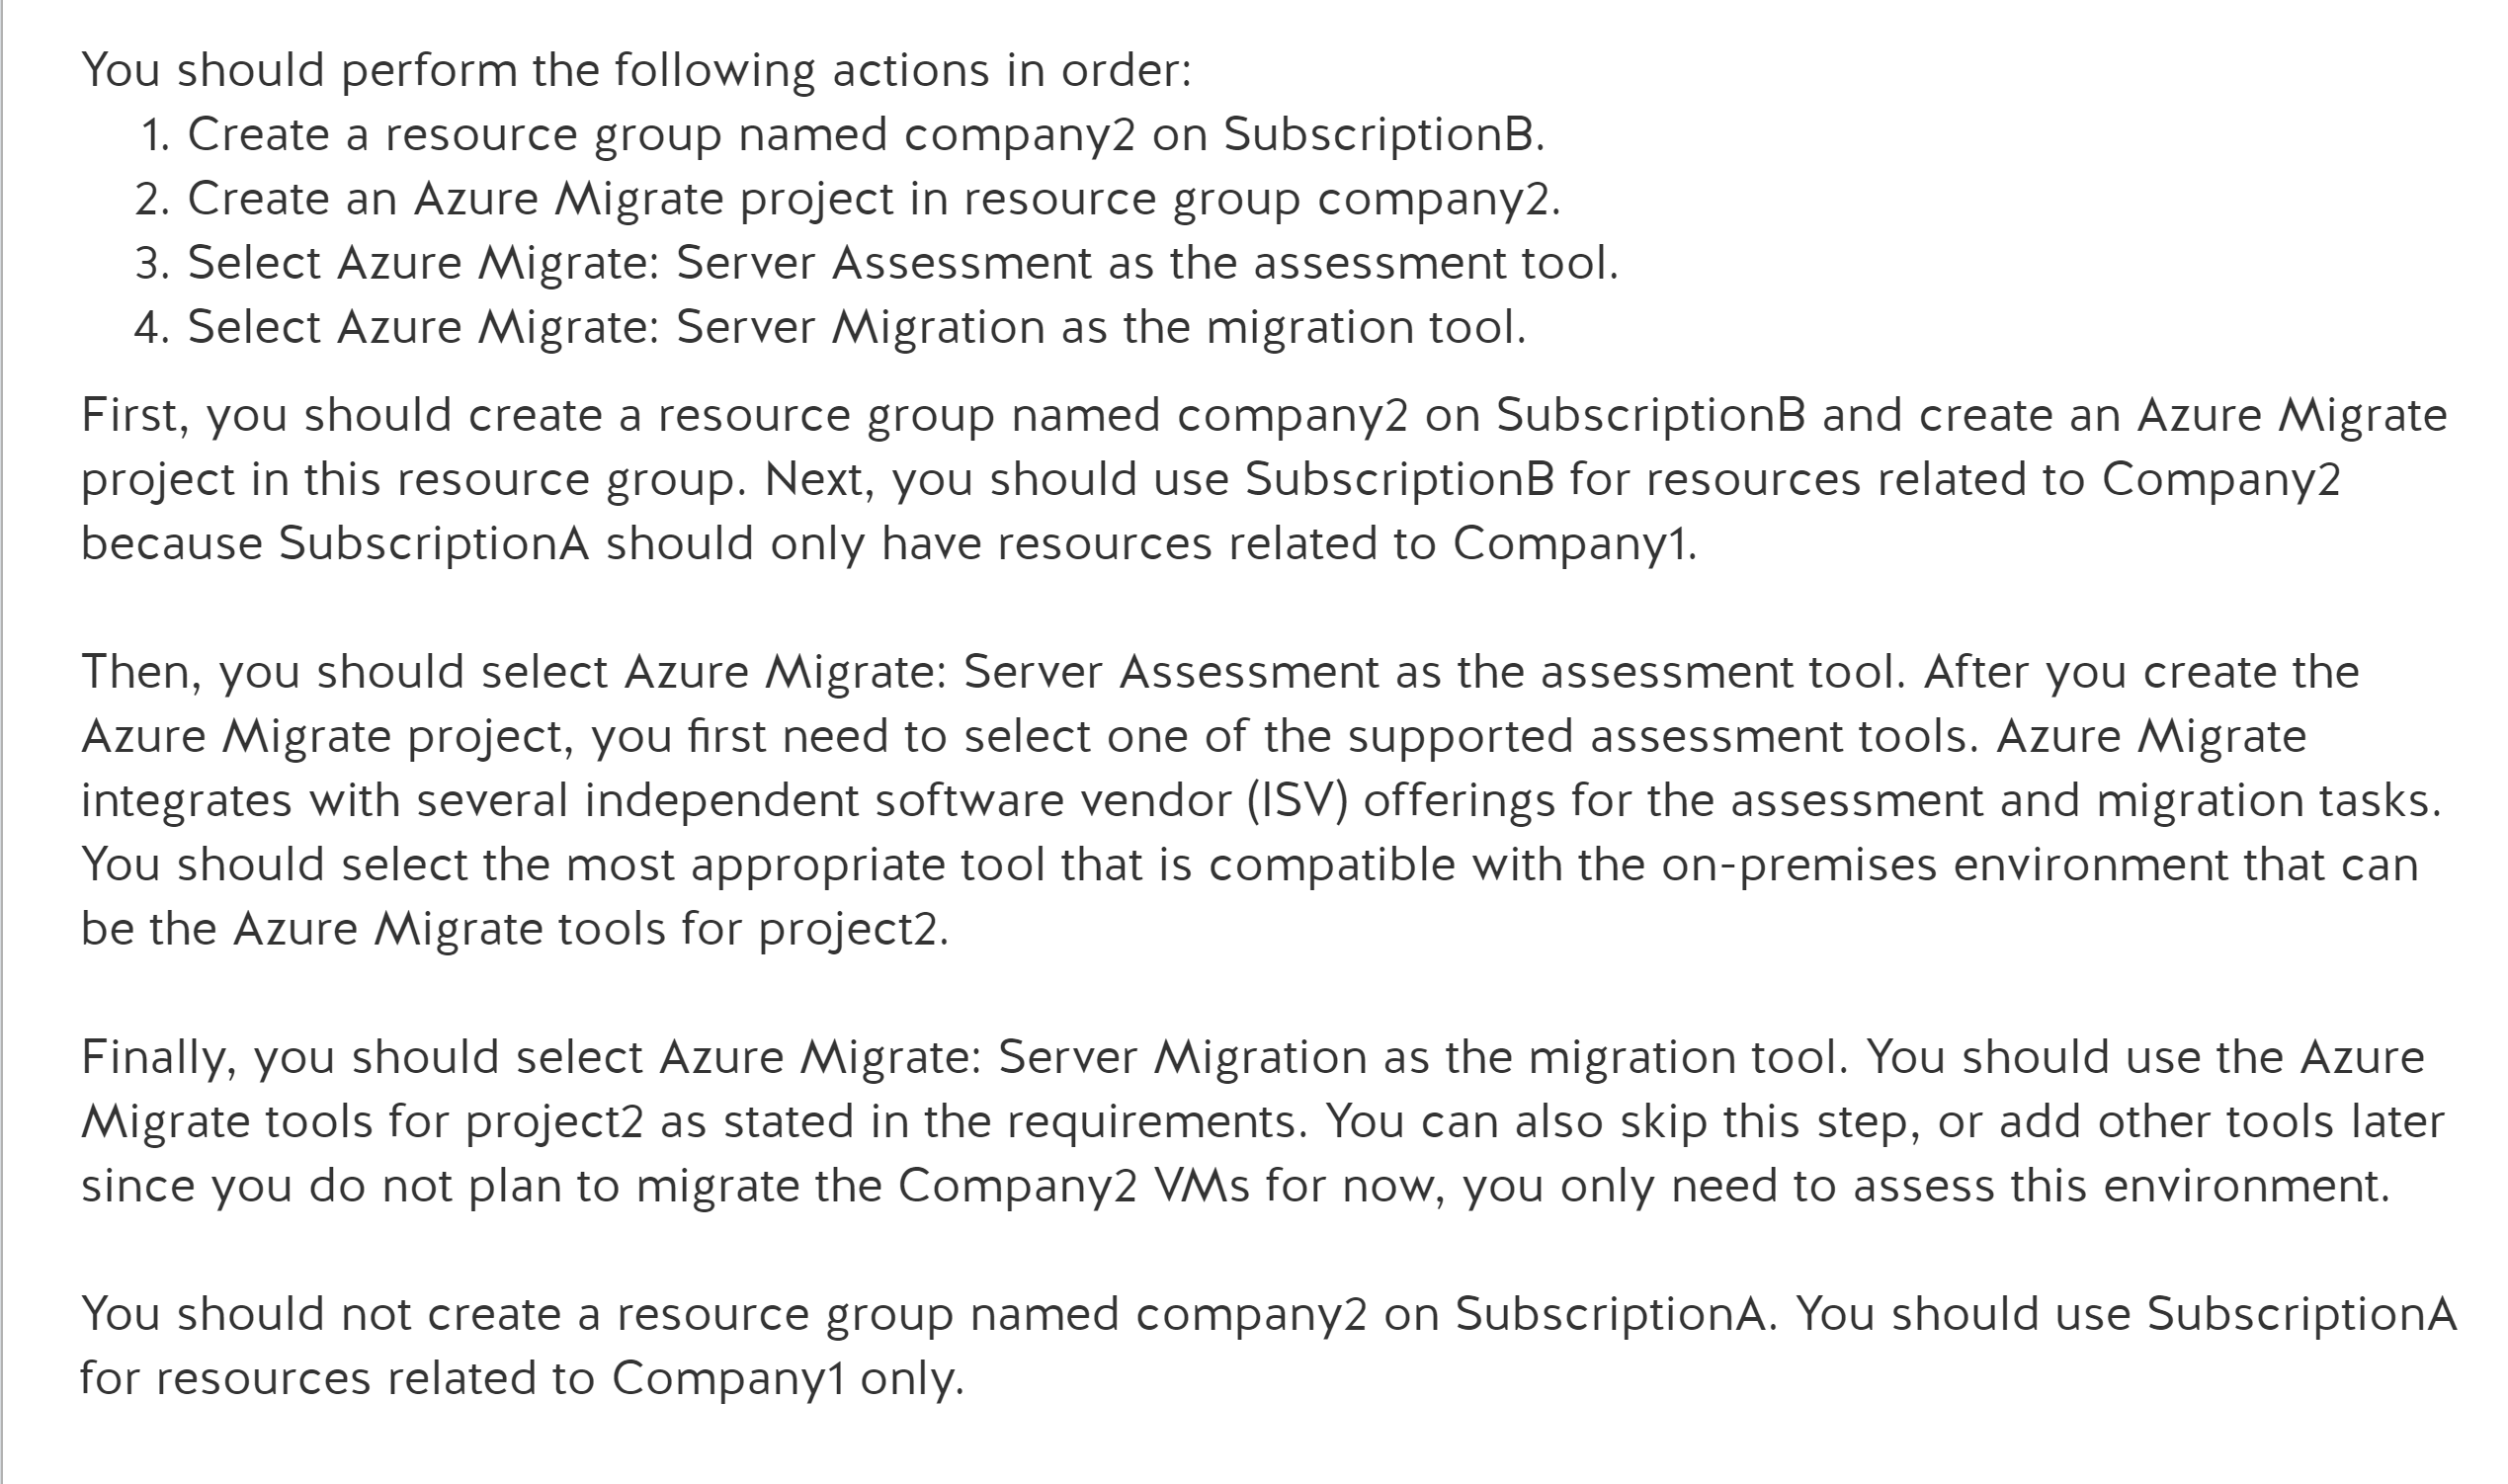 You should perform the following actions in order:
1. Create a resource group named company2 on SubscriptionB.
2. Create an Azure Migrate project in resource group company2.
3. Select Azure Migrate: Server Assessment as the assessment tool.
4. Select Azure Migrate: Server Migration as the migration tool.
First, you should create a resource group named company2 on SubscriptionB and create an Azure Migrate
project in this resource group. Next, you should use SubscriptionB for resources related to Company2
because SubscriptionA should only have resources related to Company1.
Then, you should select Azure Migrate: Server Assessment as the assessment tool. After you create the
Azure Migrate project, you first need to select one of the supported assessment tools. Azure Migrate
integrates with several independent software vendor (ISV) offerings for the assessment and migration tasks.
You should select the most appropriate tool that is compatible with the on-premises environment that can
be the Azure Migrate tools for project2.
Finally, you should select Azure Migrate: Server Migration as the migration tool. You should use the Azure
Migrate tools for project2 as stated in the requirements. You can also skip this step, or add other tools later
since you do not plan to migrate the Company2 VMs for now, you only need to assess this environment.
You should not create a resource group named company2 on SubscriptionA. You should use SubscriptionA
for resources related to Company1 only.